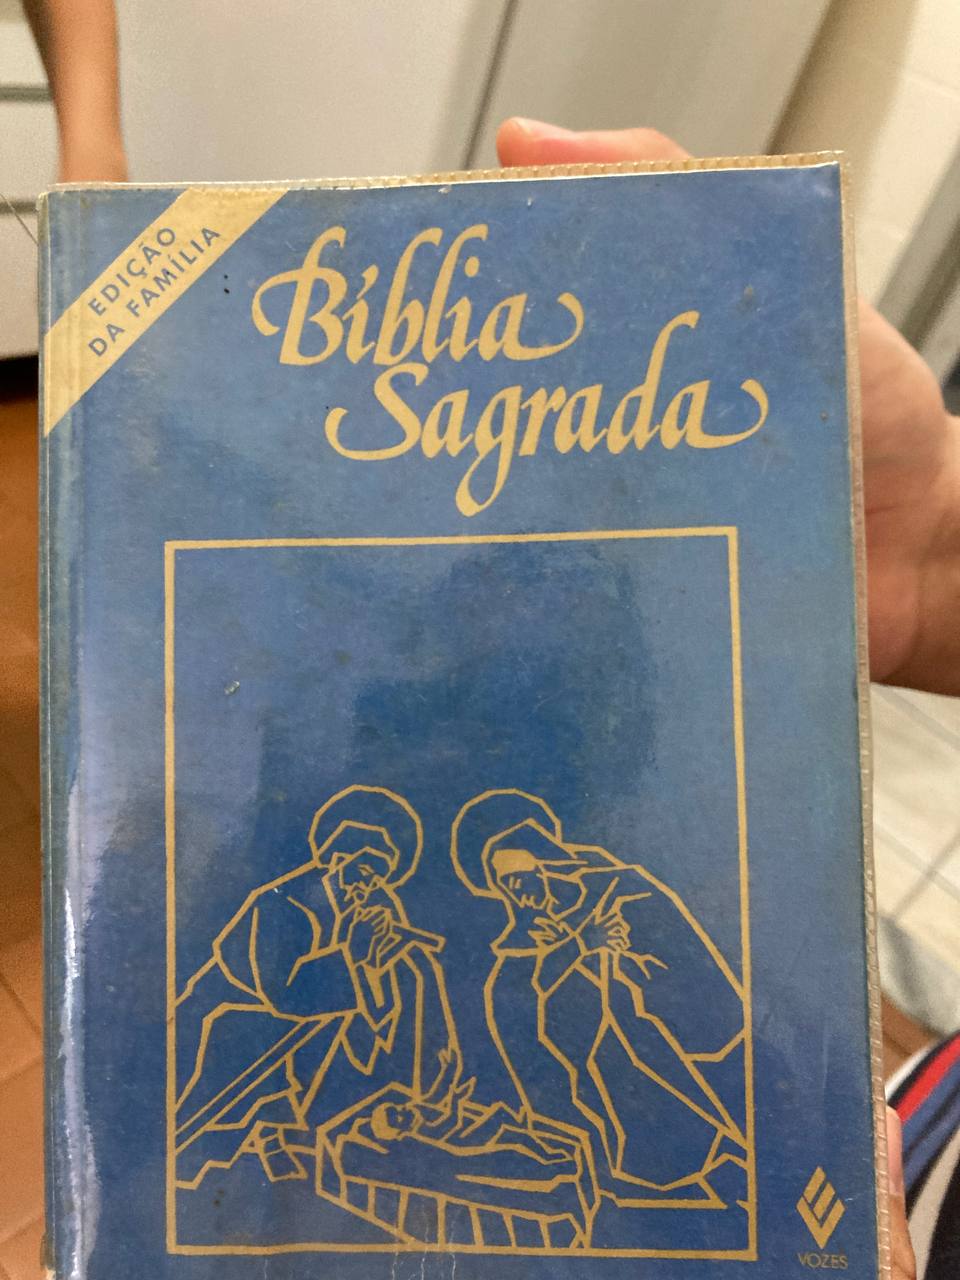 EDIÇÃO
DA FAMÍLIA
Bíblia
Sagrada
VOZES